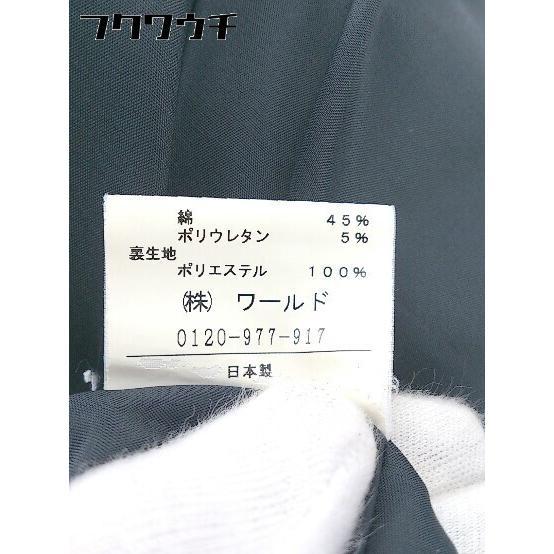 フクワウチ
綿 45%
ポリウレタン 5%
裏生地
ポリエステル 100%
(株) ワールド
0120-977-917
日本製